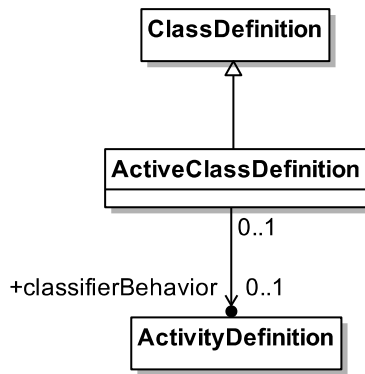 ClassDefinition
ActiveClassDefinition
0..1
+classifierBehavior 0..1
ActivityDefinition